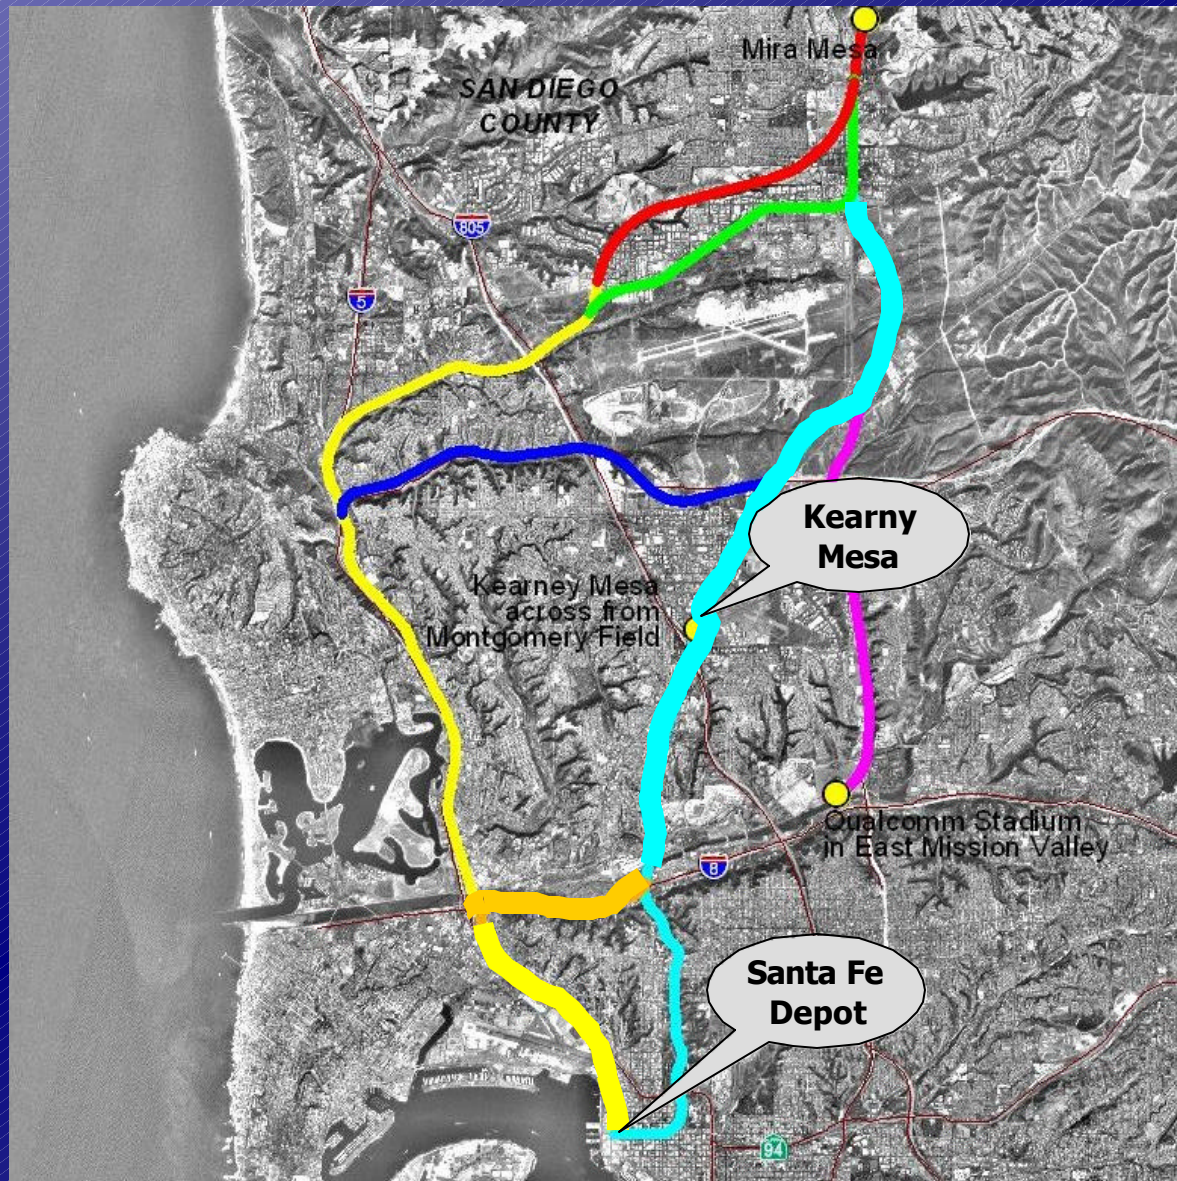 Mira Mesa
SAN DIEGO
COUNTY
805
5
Kearny
Mesa
Kearney Mesa
across from
Montgomery Field
Qualcomm Stadium
in East Mission Valley
8
Santa Fe
Depot
94